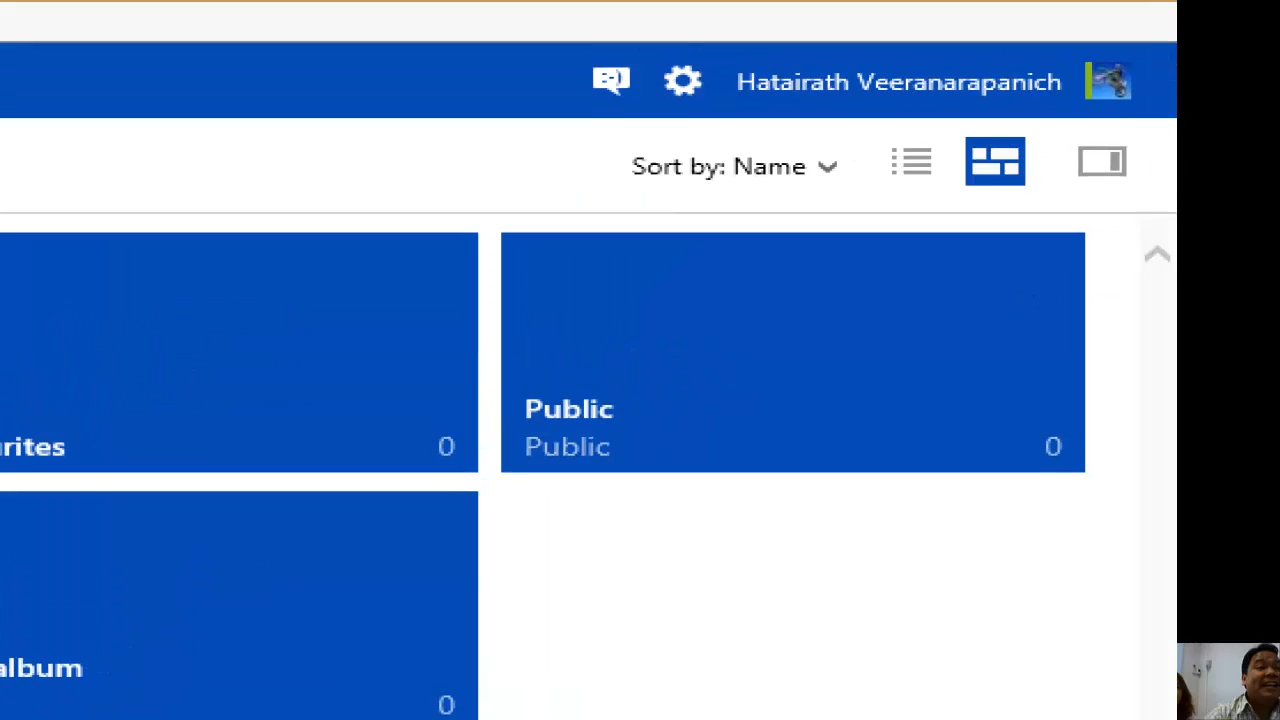 Hatairath Veeranarapanich
Sort by: Name
rites
0
Public
Public
0
album
0